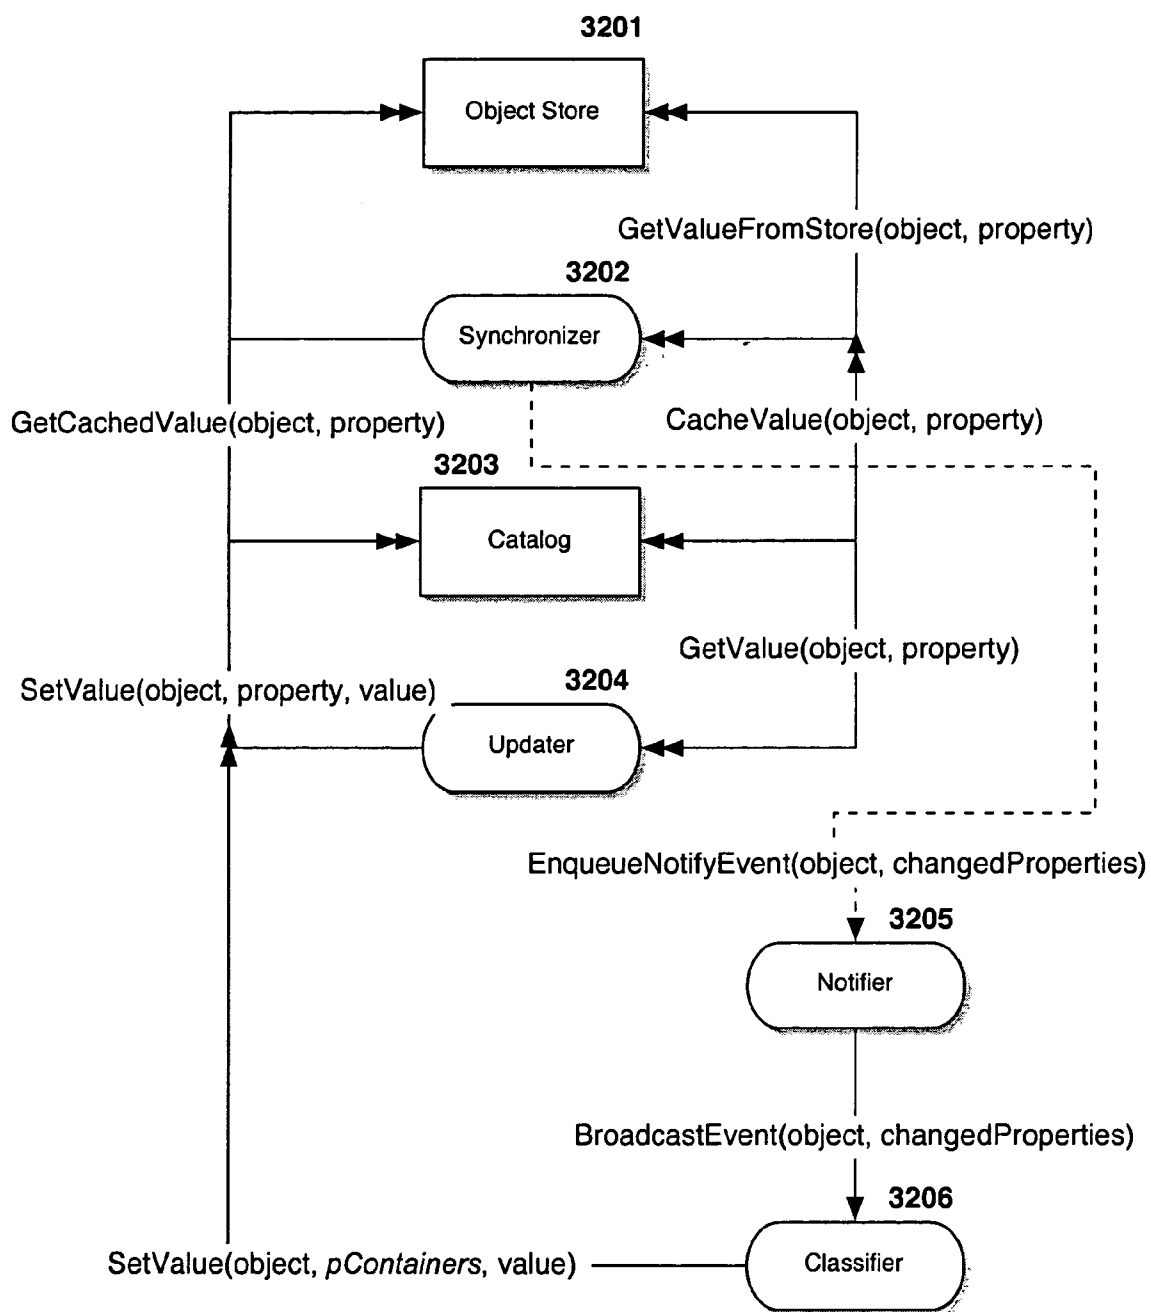 3201
Object Store
GetValueFromStore(object, property)
3202
Synchronizer
GetCachedValue(object, property)
CacheValue(object, property)
3203
Catalog
GetValue(object, property)
SetValue(object, property, value)
3204
Updater
EnqueueNotifyEvent(object, changedProperties)
3205
Notifier
BroadcastEvent(object, changedProperties)
3206
SetValue(object, pContainers, value)
Classifier